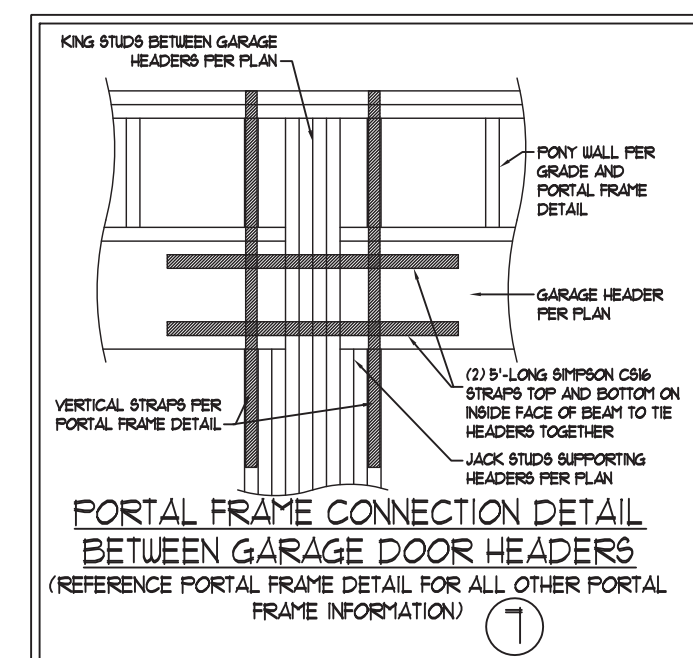 KING STUDS BETWEEN GARAGE
HEADERS PER PLAN
PONY WALL PER
GRADE AND
PORTAL FRAME
DETAIL
GARAGE HEADER
PER PLAN
(2) 5'-LONG SIMPSON CS16
STRAPS TOP AND BOTTOM ON
INSIDE FACE OF BEAM TO TIE
HEADERS TOGETHER
VERTICAL STRAPS PER
PORTAL FRAME DETAIL
JACK STUDS SUPPORTING
HEADERS PER PLAN
PORTAL FRAME CONNECTION DETAIL
BETWEEN GARAGE DOOR HEADERS
(REFERENCE PORTAL FRAME DETAIL FOR ALL OTHER PORTAL
FRAME INFORMATION)
7